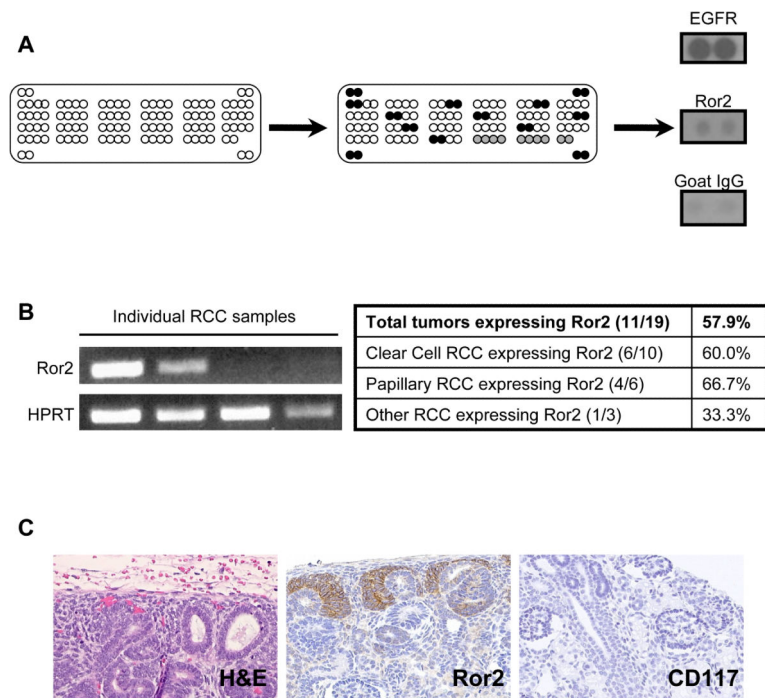 A
EGFR
Ror2
Goat IgG
B
Individual RCC samples
Ror2
HPRT
Total tumors expressing Ror2 (11/19) 57.9%
Clear Cell RCC expressing Ror2 (6/10) 60.0%
Papillary RCC expressing Ror2 (4/6) 66.7%
Other RCC expressing Ror2 (1/3) 33.3%
C
H&E
Ror2
CD117